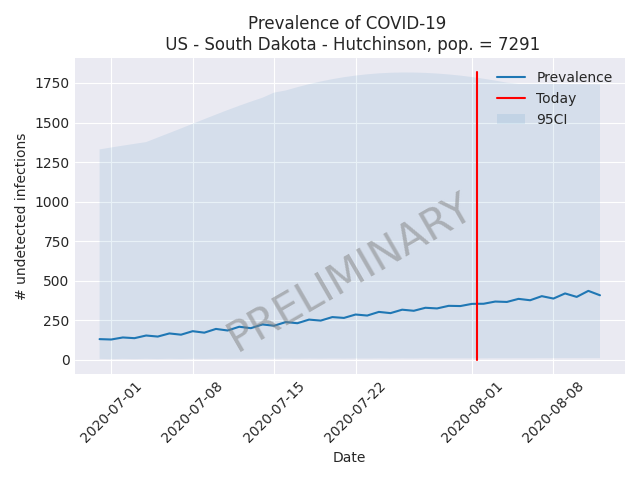 Prevalence of COVID-19
US - South Dakota - Hutchinson, pop. = 7291
Prevalence
Today
95CI
1750
1500
1250
1000
750
500
250
0
# undetected infections
PRELIMINARY
2020-07-01
2020-07-08
2020-07-15
2020-07-22
2020-08-01
2020-08-08
Date